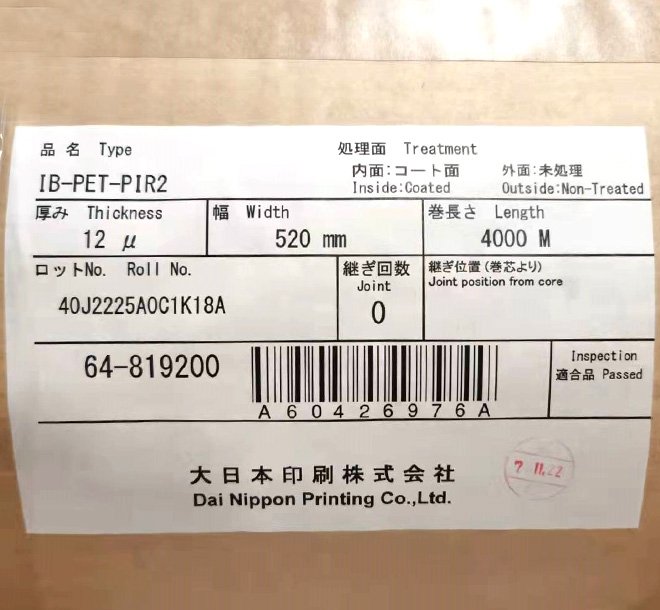 品 名 Type
処理面 Treatment
内面:コート面 外面:未処理
IB-PET-PIR2
Inside:Coated Outside:Non-Treated
厚み Thickness
幅 Width
巻長さ Length
12 μ
520 mm
4000 M
ロットNo. Roll No.
継ぎ回数
Joint
継ぎ位置(巻芯より)
Joint position from core
40J2225A0C1K18A
0
64-819200
A60426976A
Inspection
適合品 Passed
大日本印刷株式会社
Dai Nippon Printing Co.,Ltd.
7.11.22